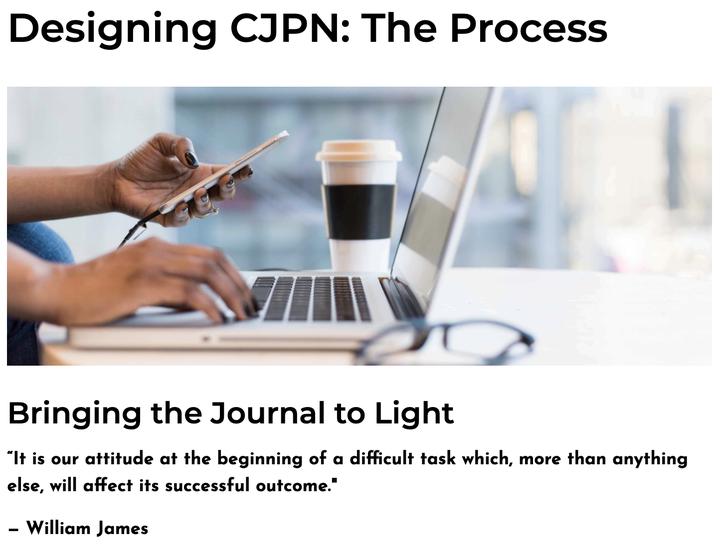 Designing CJPN: The Process
Bringing the Journal to Light
“It is our attitude at the beginning of a difficult task which, more than anything
else, will affect its successful outcome."
– William James